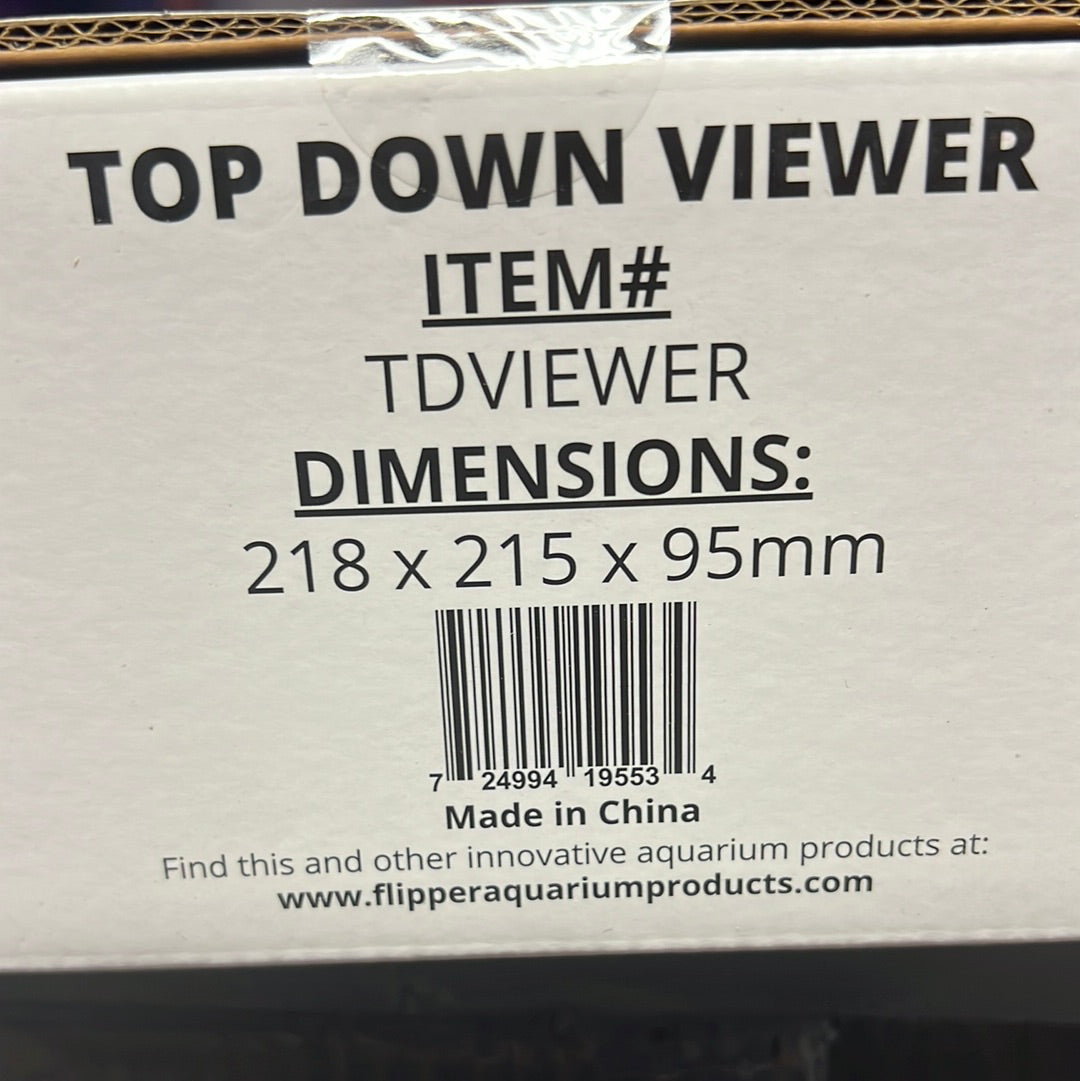 TOP DOWN VIEWER
ITEM#
TDVIEWER
DIMENSIONS:
218 x 215 x 95mm
7 24994 19553 4
Made in China
Find this and other innovative aquarium products at:
www.flipperaquariumproducts.com